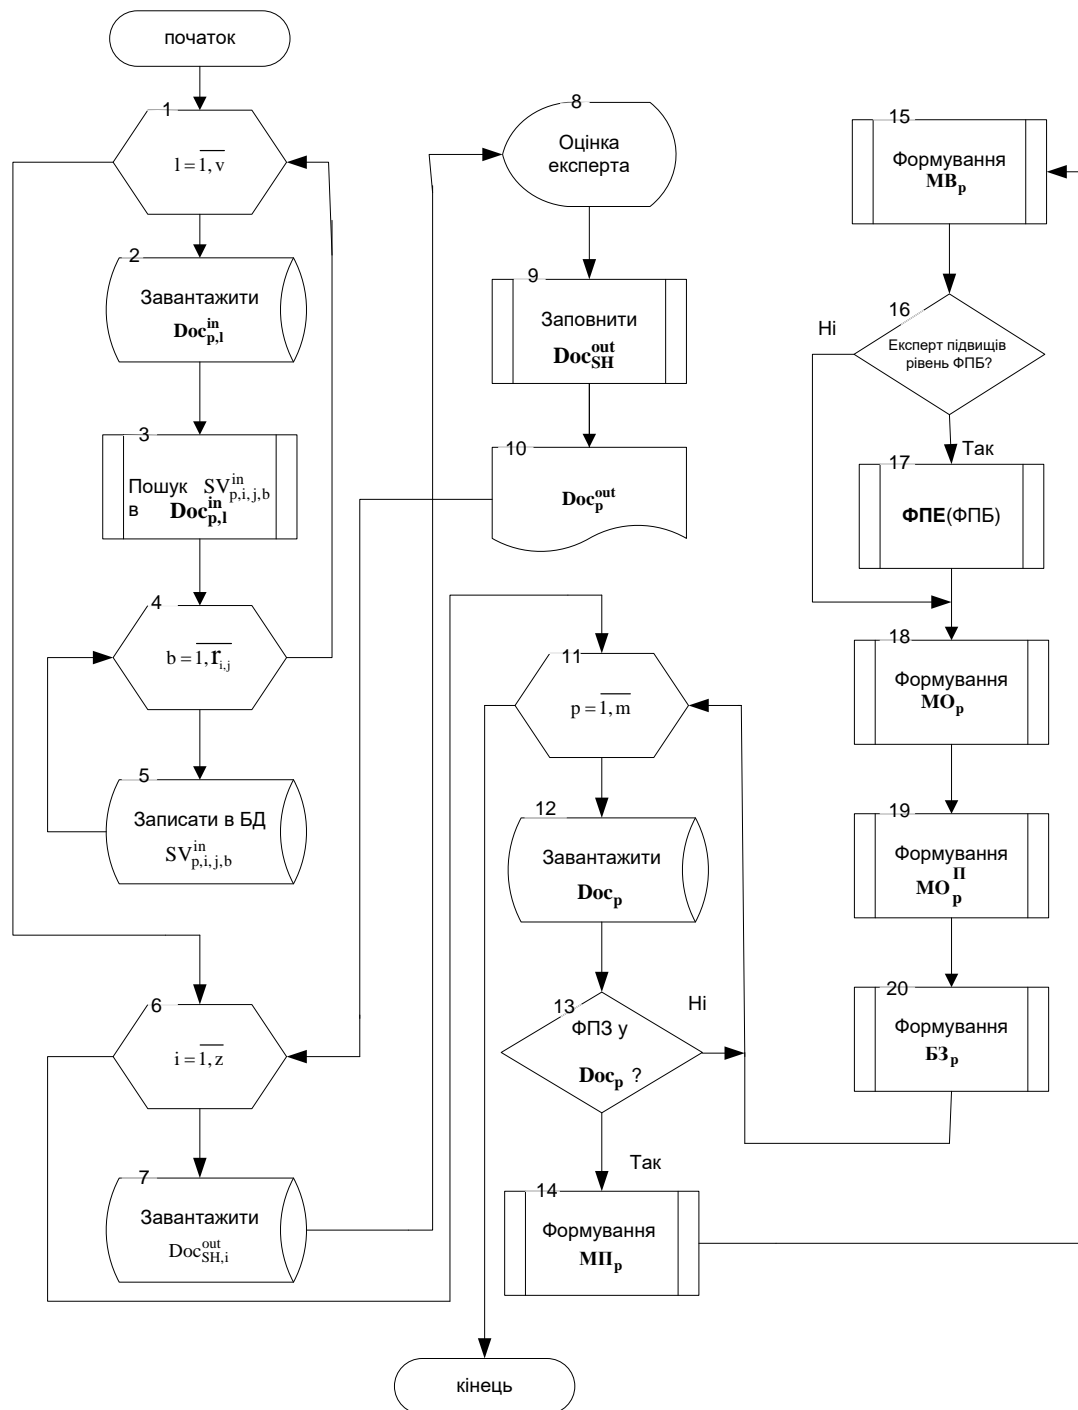 початок
1
l = 1, v
2
Завантажити
Doc^in_p,l
3
Пошук SV^in_p,i,j,b
в Doc^in_p,l
4
b = 1, r_i,j
5
Записати в БД
SV^in_p,i,j,b
6
i = 1, z
7
Завантажити
Doc^out_SH,i
8
Оцінка
експерта
9
Заповнити
Doc^out_SH
10
Doc^out_p
11
p = 1, m
12
Завантажити
Doc_p
13
ФПЗ у
Doc_p ?
Ні
Так
14
Формування
МП_p
кінець
15
Формування
МВ_p
16
Ні
Експерт підвищів
рівень ФПБ?
Так
17
ФПЕ(ФПБ)
18
Формування
МО_p
19
Формування
МО^П_p
20
Формування
БЗ_p